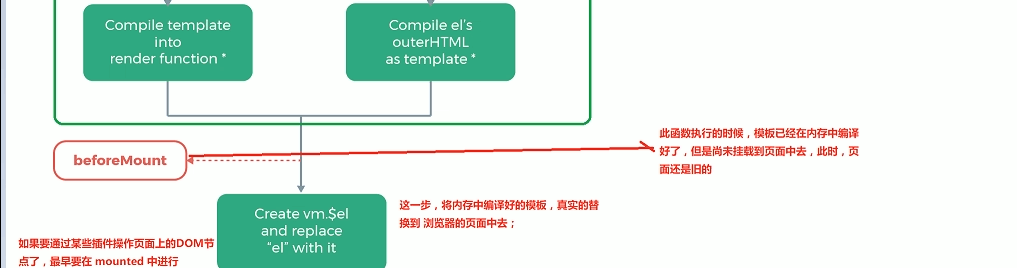 Compile template
into
render function *
Compile el's
outerHTML
as template *
beforeMount
此函数执行的时候，模板已经在内存中编译
好了，但是尚未挂载到页面中去，此时，页
面还是旧的
Create vm.$el
and replace
"el" with it
这一步，将内存中编译好的模板，真实的替
换到 浏览器的页面中去；
如果要通过某些插件操作页面上的DOM节
点了，最早要在 mounted 中进行